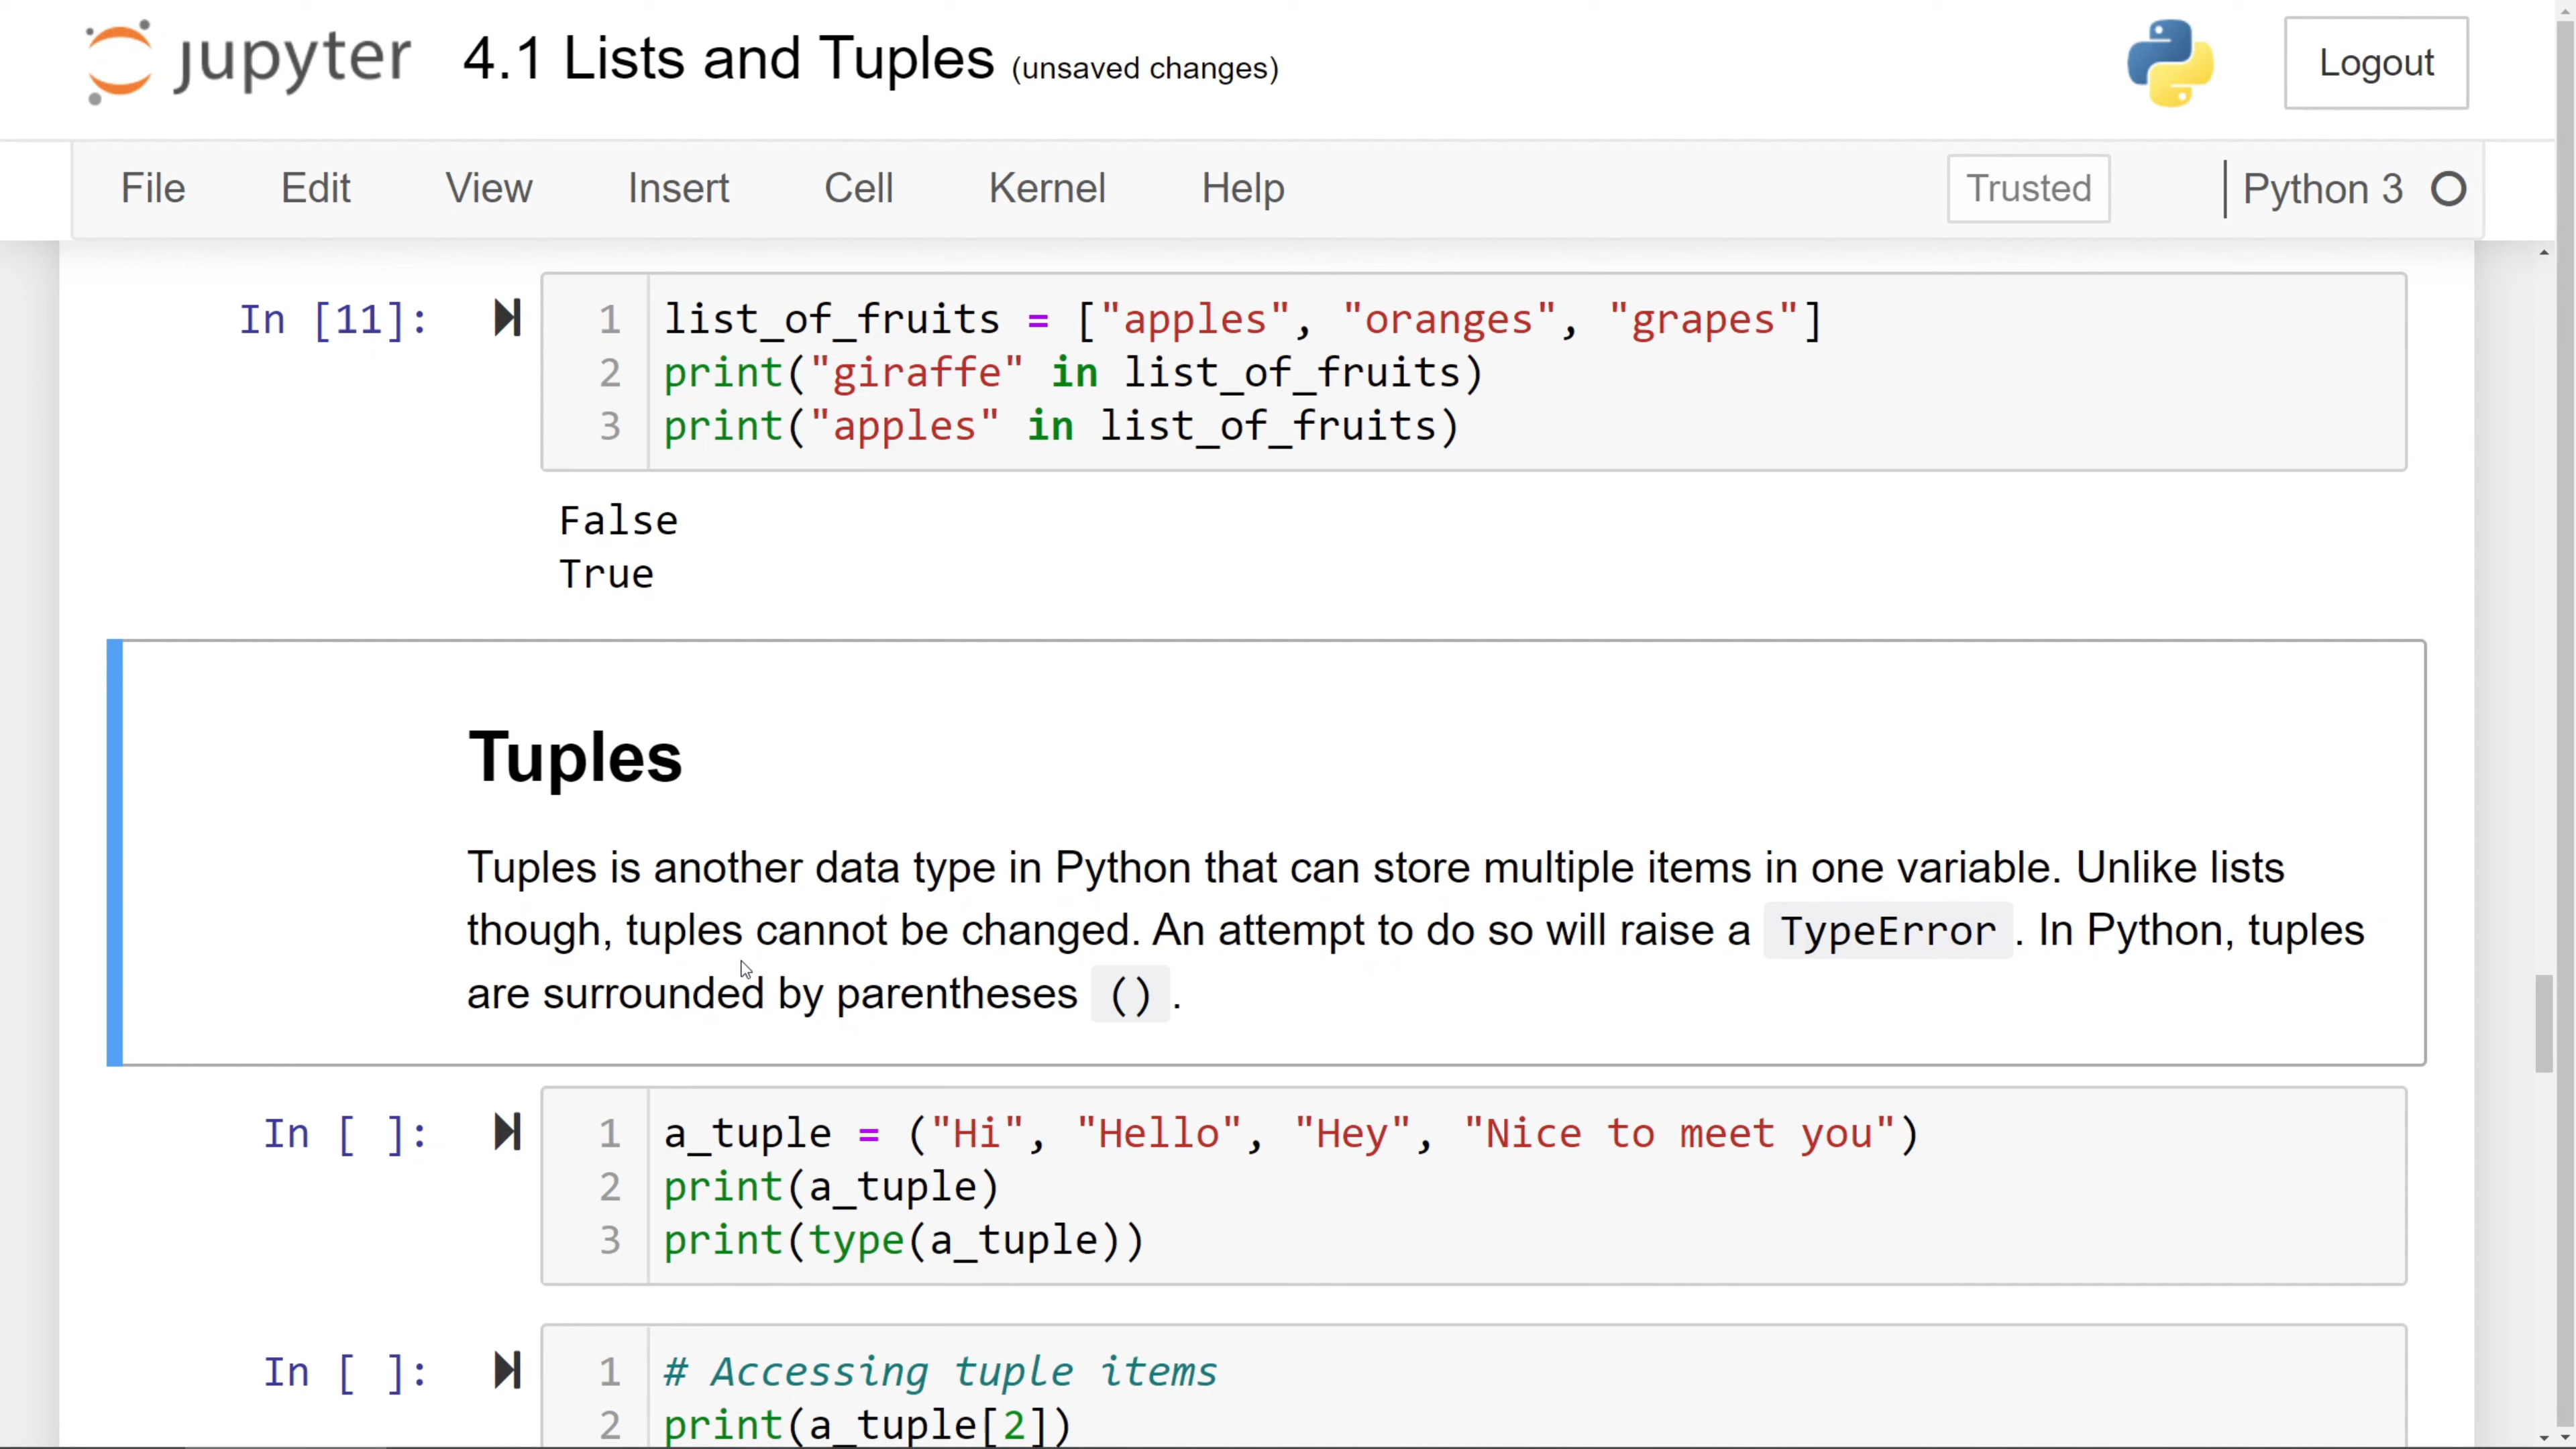 jupyter 4.1 Lists and Tuples (unsaved changes) Logout
File Edit View Insert Cell Kernel Help Trusted Python 3
In [11]: 1 list_of_fruits = ["apples", "oranges", "grapes"]
2 print("giraffe" in list_of_fruits)
3 print("apples" in list_of_fruits)
False
True
Tuples
Tuples is another data type in Python that can store multiple items in one variable. Unlike lists
though, tuples cannot be changed. An attempt to do so will raise a TypeError . In Python, tuples
are surrounded by parentheses () .
In [ ]: 1 a_tuple = ("Hi", "Hello", "Hey", "Nice to meet you")
2 print(a_tuple)
3 print(type(a_tuple))
In [ ]: 1 # Accessing tuple items
2 print(a_tuple[2])